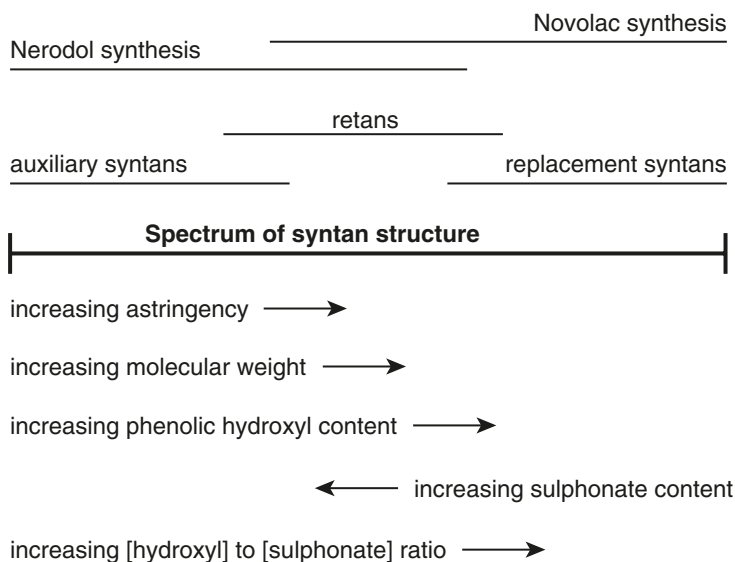 Novolac synthesis
Nerodol synthesis
retans
auxiliary syntans replacement syntans
Spectrum of syntan structure
increasing astringency
increasing molecular weight
increasing phenolic hydroxyl content
increasing sulphonate content
increasing [hydroxyl] to [sulphonate] ratio